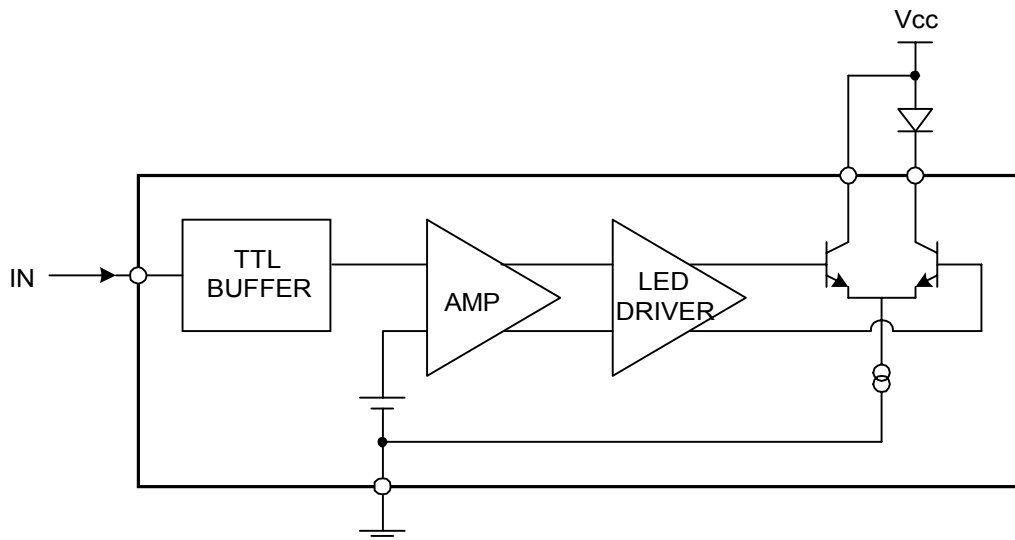 Vcc
IN
TTL
BUFFER
AMP
LED
DRIVER